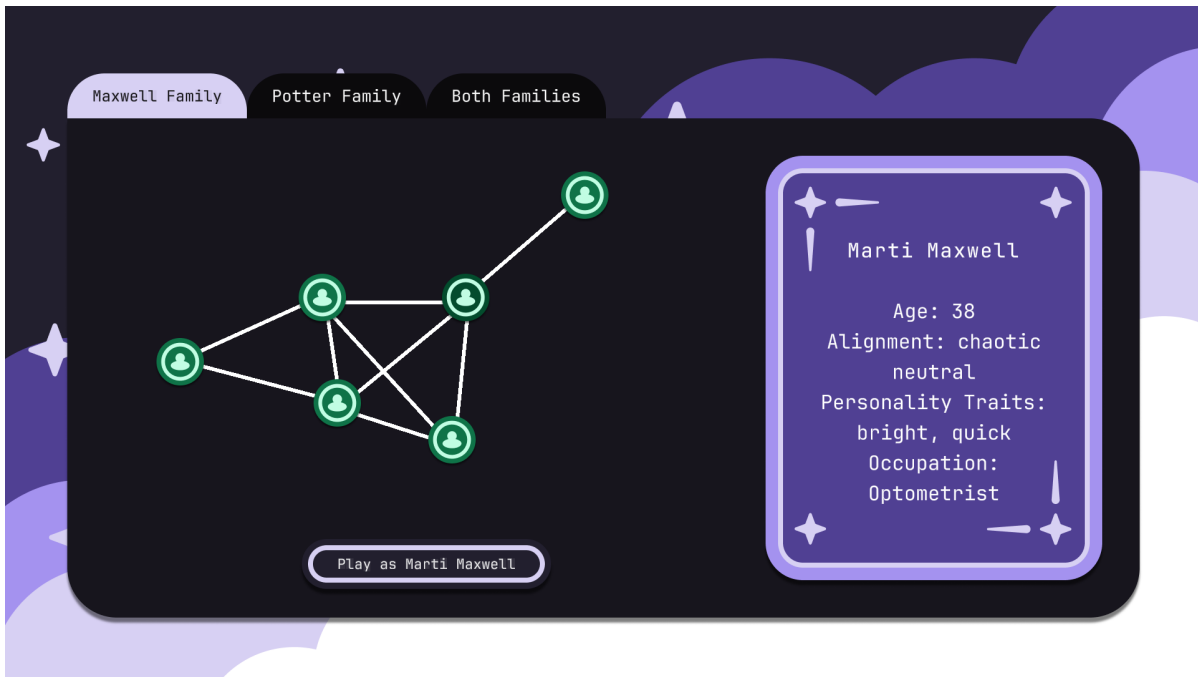 Maxwell Family
Potter Family
Both Families
Marti Maxwell
Age: 38
Alignment: chaotic
neutral
Personality Traits:
bright, quick
Occupation:
Optometrist
Play as Marti Maxwell